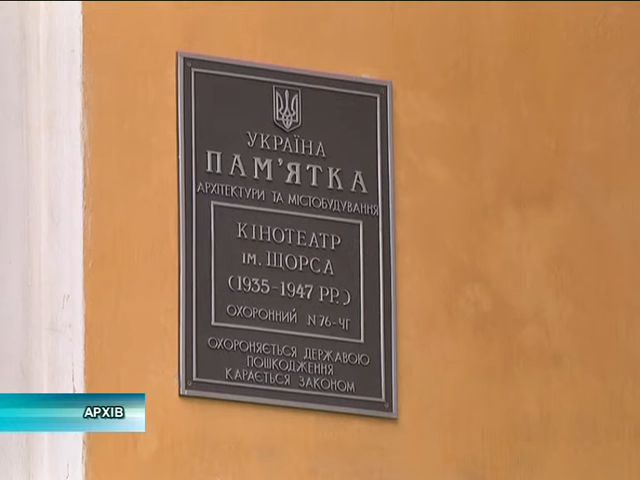 УКРАЇНА
ПАМ'ЯТКА
АРХІТЕКТУРИ ТА МІСТОБУДУВАННЯ
КІНОТЕАТР
ІМ. ЩОРСА
(1935-1947 РР.)
ОХОРОННИЙ N 76-ЧГ
ОХОРОНЯЄТЬСЯ ДЕРЖАВОЮ
ПОШКОДЖЕННЯ
КАРАЄТЬСЯ ЗАКОНОМ
АРХІВ